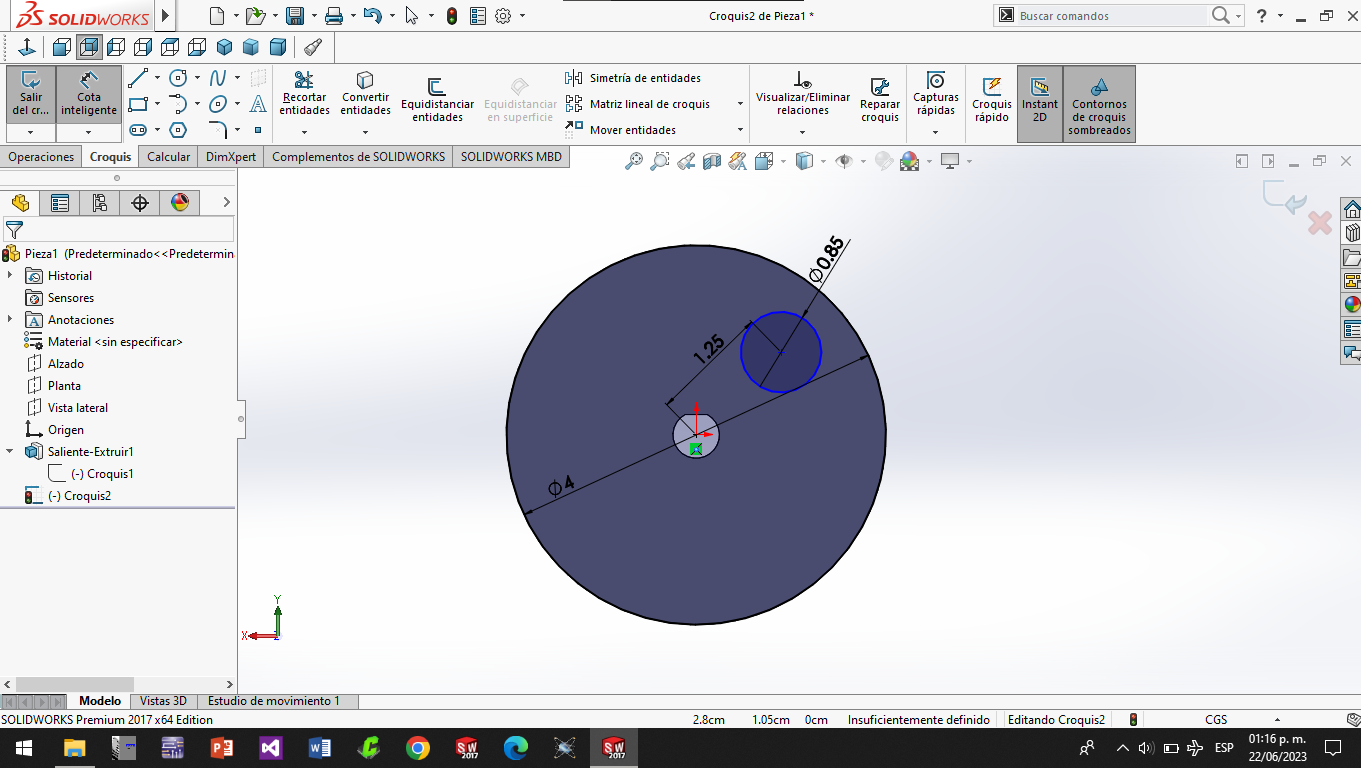 SOLIDWORKS
Croquis2 de Pieza1 *
Buscar comandos
?
Salir del cr...
Cota inteligente
Recortar entidades
Convertir entidades
Equidistanciar entidades
Equidistanciar en superficie
Simetría de entidades
Matriz lineal de croquis
Mover entidades
Visualizar/Eliminar relaciones
Reparar croquis
Capturas rápidas
Croquis rápido
Instant 2D
Contornos de croquis sombreados
Operaciones
Croquis
Calcular
DimXpert
Complementos de SOLIDWORKS
SOLIDWORKS MBD
Pieza1 (Predeterminado<<Predetermin
Historial
Sensores
Anotaciones
Material <sin especificar>
Alzado
Planta
Vista lateral
Origen
Saliente-Extruir1
(-) Croquis1
(-) Croquis2
∅0.85
1.25
∅4
Y
X
Z
Modelo
Vistas 3D
Estudio de movimiento 1
SOLIDWORKS Premium 2017 x64 Edition
2.8cm
1.05cm
0cm
Insuficientemente definido
Editando Croquis2
CGS
ESP
01:16 p. m.
22/06/2023